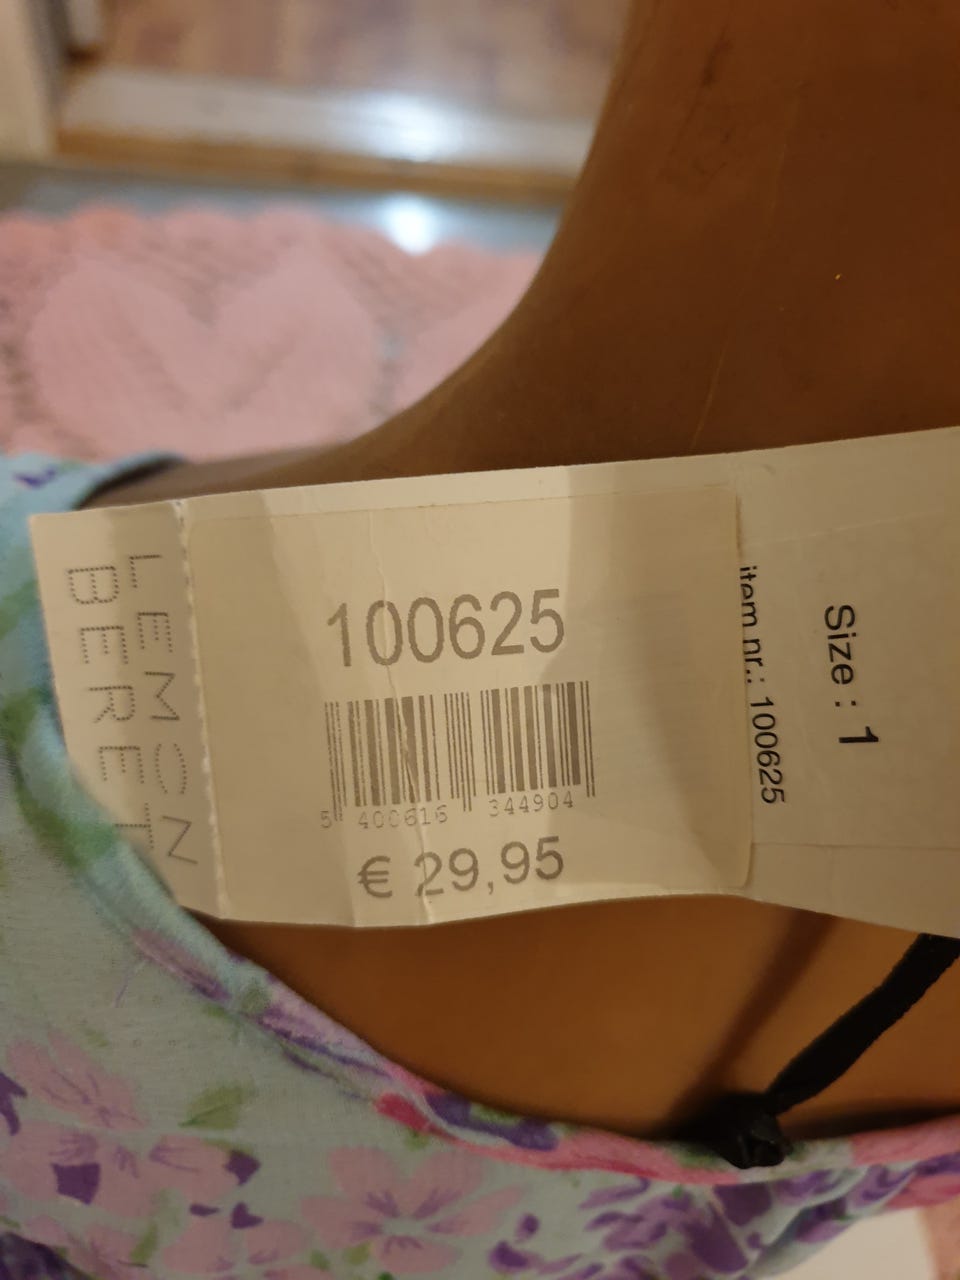 LEMON
BERET
100625
5 400616 344904
€ 29,95
item nr.: 100625
Size : 1